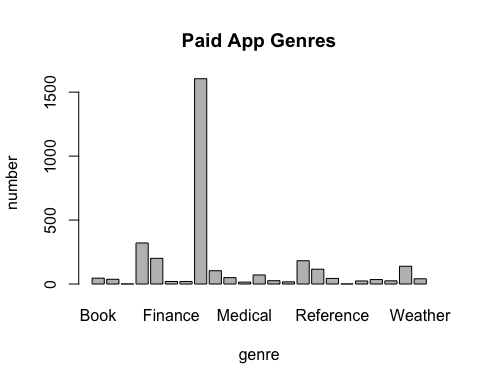 Paid App Genres
number
1500
1000
500
0
Book Finance Medical Reference Weather
genre